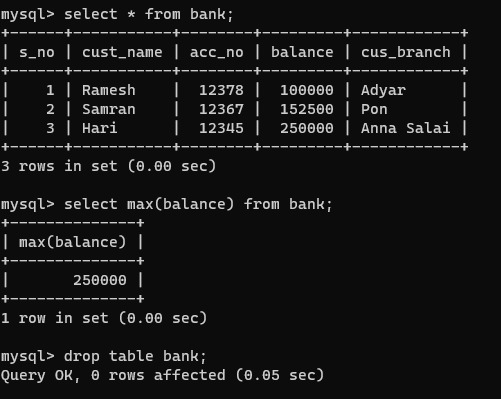 mysql> select * from bank;
+------+-----------+--------+---------+------------+
| s_no | cust_name | acc_no | balance | cus_branch |
+------+-----------+--------+---------+------------+
|    1 | Ramesh    |  12378 |  100000 | Adyar      |
|    2 | Samran    |  12367 |  152500 | Pon        |
|    3 | Hari      |  12345 |  250000 | Anna Salai |
+------+-----------+--------+---------+------------+
3 rows in set (0.00 sec)

mysql> select max(balance) from bank;
+--------------+
| max(balance) |
+--------------+
|       250000 |
+--------------+
1 row in set (0.00 sec)

mysql> drop table bank;
Query OK, 0 rows affected (0.05 sec)